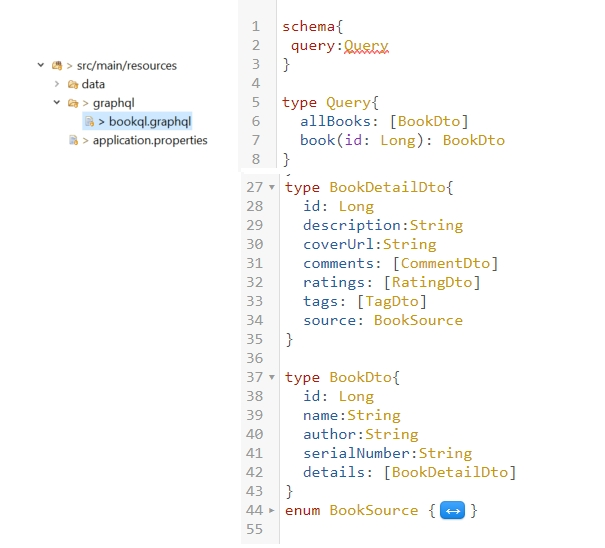 src/main/resources
data
> graphql
> bookql.graphql
> application.properties
1 schema{
2 query:Query
3 }
4
5 type Query{
6 allBooks: [BookDto]
7 book(id: Long): BookDto
8 }
27 type BookDetailDto{
28 id: Long
29 description:String
30 coverUrl:String
31 comments: [CommentDto]
32 ratings: [RatingDto]
33 tags: [TagDto]
34 source: BookSource
35 }
36
37 type BookDto{
38 id: Long
39 name:String
40 author:String
41 serialNumber:String
42 details: [BookDetailDto]
43 }
44 enum BookSource {↔}
55